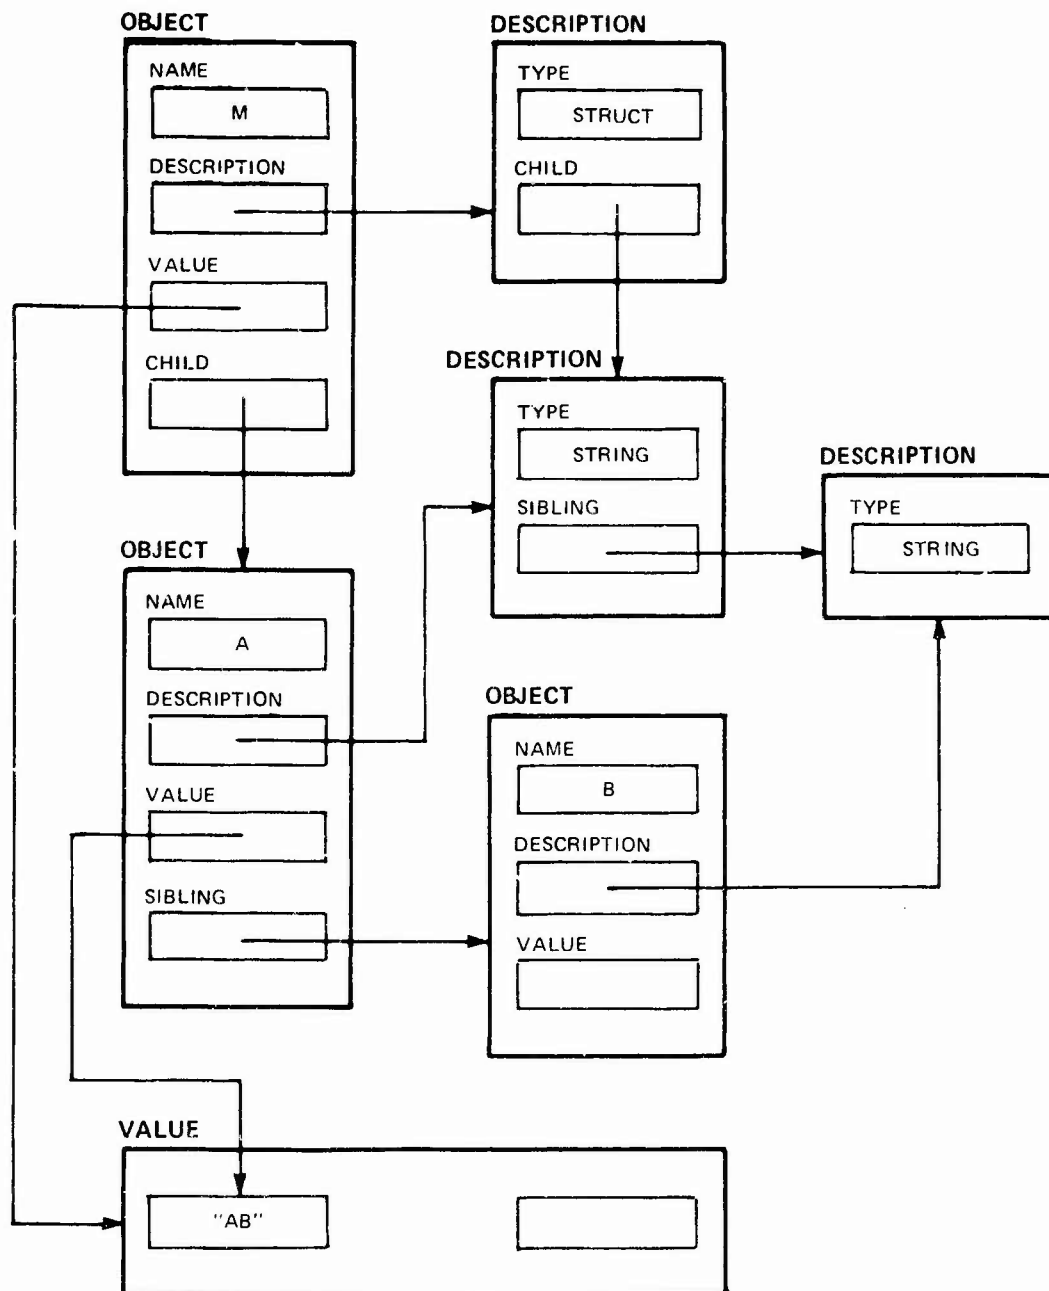 OBJECT
NAME
M
DESCRIPTION
VALUE
CHILD
DESCRIPTION
TYPE
STRUCT
CHILD
DESCRIPTION
TYPE
STRING
SIBLING
DESCRIPTION
TYPE
STRING
OBJECT
NAME
A
DESCRIPTION
VALUE
SIBLING
OBJECT
NAME
B
DESCRIPTION
VALUE
VALUE
"AB"